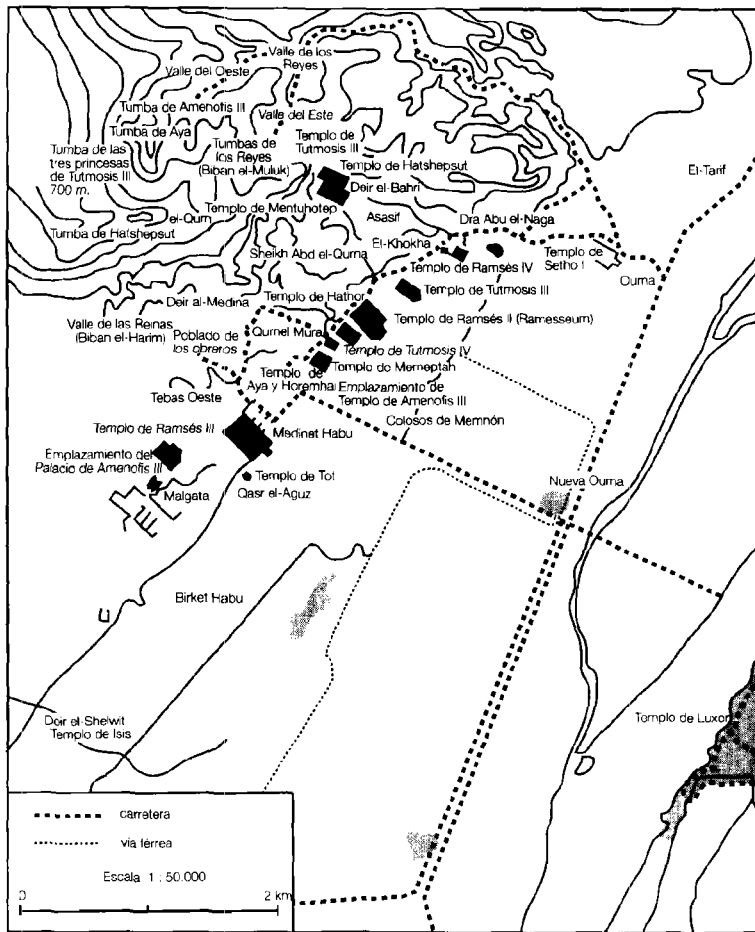 Valle de los
Reyes
Valle del Oeste
Tumba de Amenofis III
Valle del Este
Tumba de Aya
Templo de
Tutmosis III
Tumba de las
tres princesas
de Tutmosis III
700 m.
Tumbas de
los Reyes
(Biban el-Muluk)
Templo de Hatshepsut
Deir el-Bahri
El-Tarif
el-Qurn
Templo de Mentuhotep
Asasif
Dra Abu el-Naga
Tumba de Hatshepsut
Sheikh Abd el-Qurna
El-Khokha
Templo de
Setho I
Templo de Ramsés IV
Ourna
Deir al-Medina
Templo de Hathor
Templo de Tutmosis III
Valle de las Reinas
(Biban el-Harim)
Poblado de
los obreros
Qurnet Murai
Templo de Ramsés II (Ramesseum)
Templo de Tutmosis IV
Templo de Merneptah
Templo de
Aya y Horemhai
Emplazamiento de
Templo de Amenofis III
Tebas Oeste
Colosos de Memnón
Templo de Ramsés III
Medinet Habu
Emplazamiento del
Palacio de Amenofis III
Templo de Tot
Qasr el-Aguz
Malgata
Nueva Ourna
Birket Habu
Deir el-Shelwit
Templo de Isis
Templo de Luxor
carretera
vía férrea
Escala 1 : 50.000
0 2 km